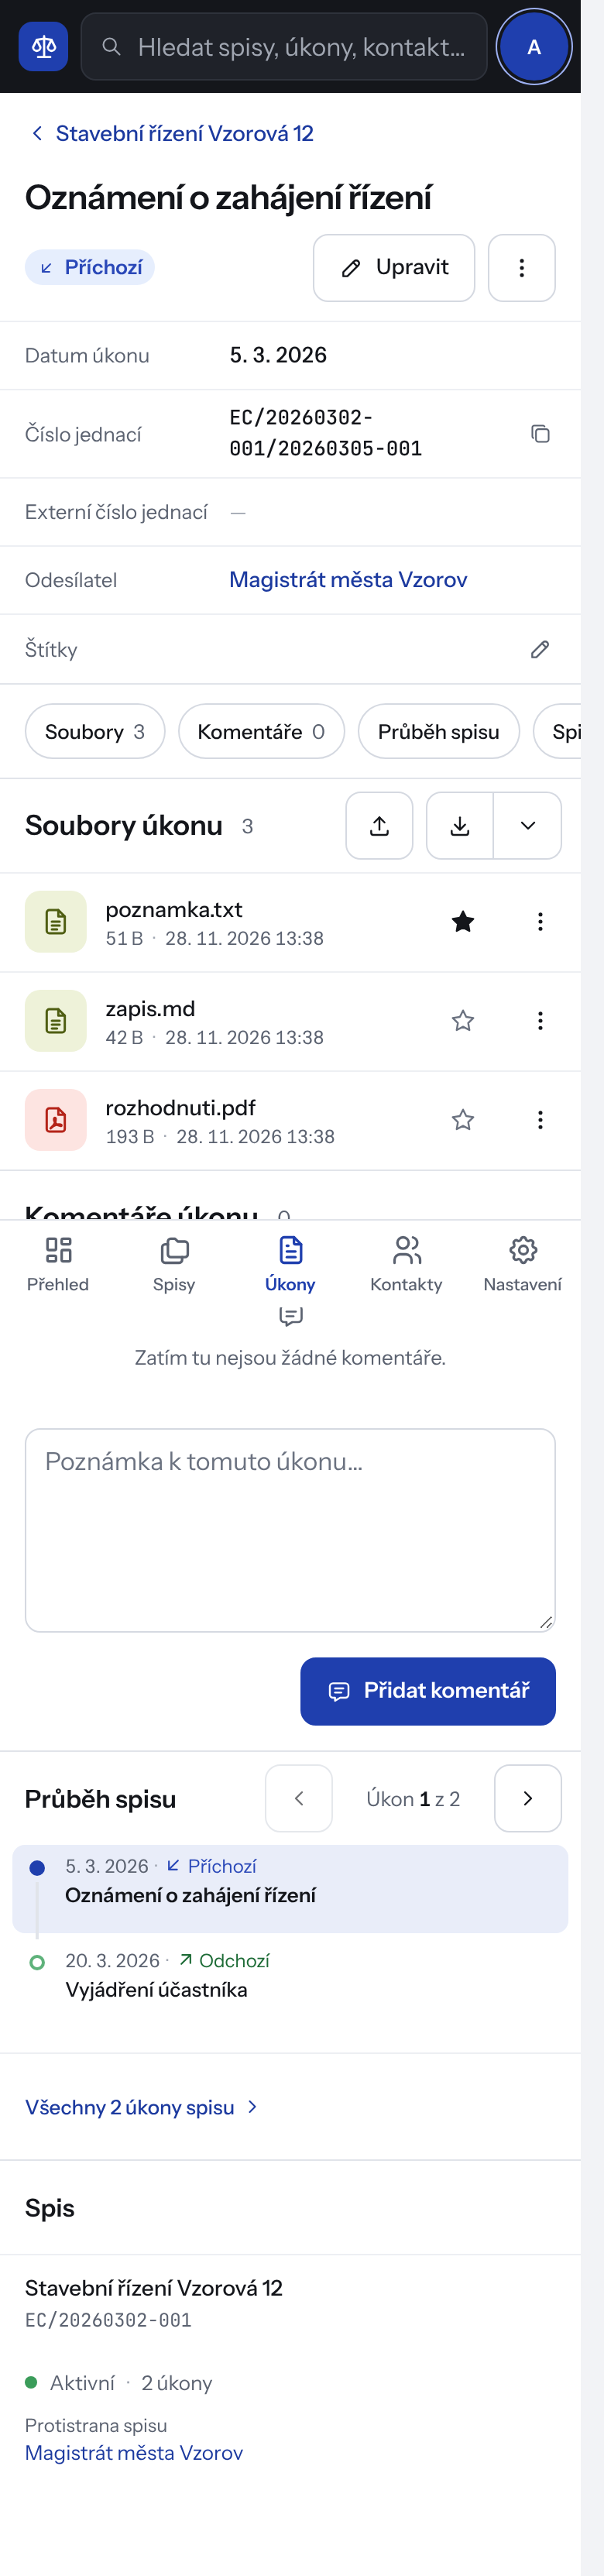 Hledat spisy, úkony, kontakt...
A
Stavební řízení Vzorová 12
Oznámení o zahájení řízení
Příchozí
Upravit
Datum úkonu 5. 3. 2026
Číslo jednací EC/20260302-
001/20260305-001
Externí číslo jednací —
Odesílatel Magistrát města Vzorov
Štítky
Soubory 3 Komentáře 0 Průběh spisu Spi
Soubory úkonu 3
poznamka.txt
51 B · 28. 11. 2026 13:38
zapis.md
42 B · 28. 11. 2026 13:38
rozhodnuti.pdf
193 B · 28. 11. 2026 13:38
Komentáře úkonu 0
Přehled Spisy Úkony Kontakty Nastavení
Zatím tu nejsou žádné komentáře.
Poznámka k tomuto úkonu...
Přidat komentář
Průběh spisu Úkon 1 z 2
5. 3. 2026 · Příchozí
Oznámení o zahájení řízení
20. 3. 2026 · Odchozí
Vyjádření účastníka
Všechny 2 úkony spisu
Spis
Stavební řízení Vzorová 12
EC/20260302-001
Aktivní · 2 úkony
Protistrana spisu
Magistrát města Vzorov